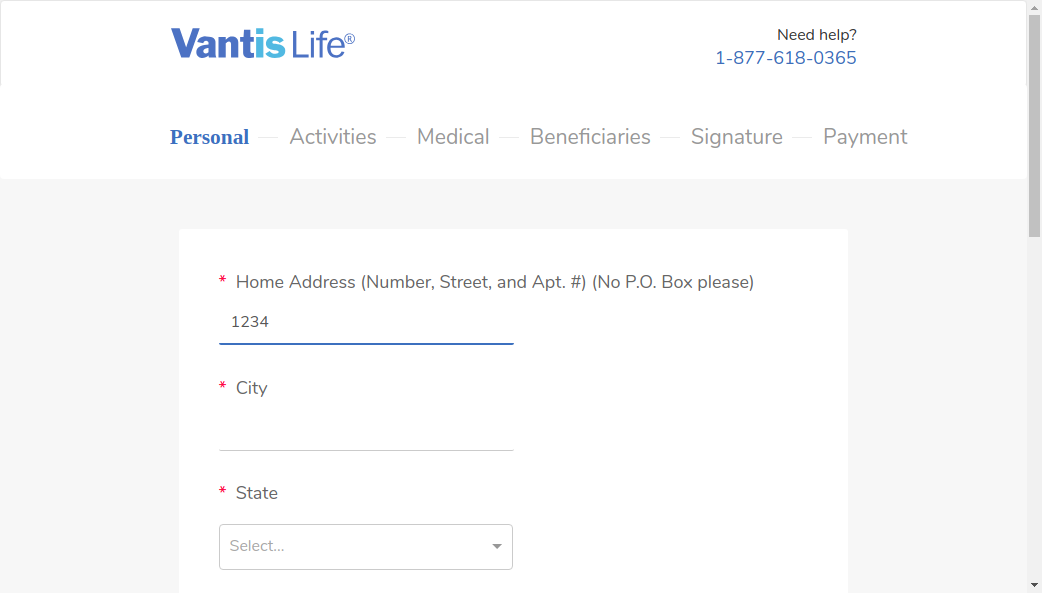 Vantis Life®
Need help?
1-877-618-0365
Personal Activities Medical Beneficiaries Signature Payment
* Home Address (Number, Street, and Apt. #) (No P.O. Box please)
1234
* City
* State
Select...